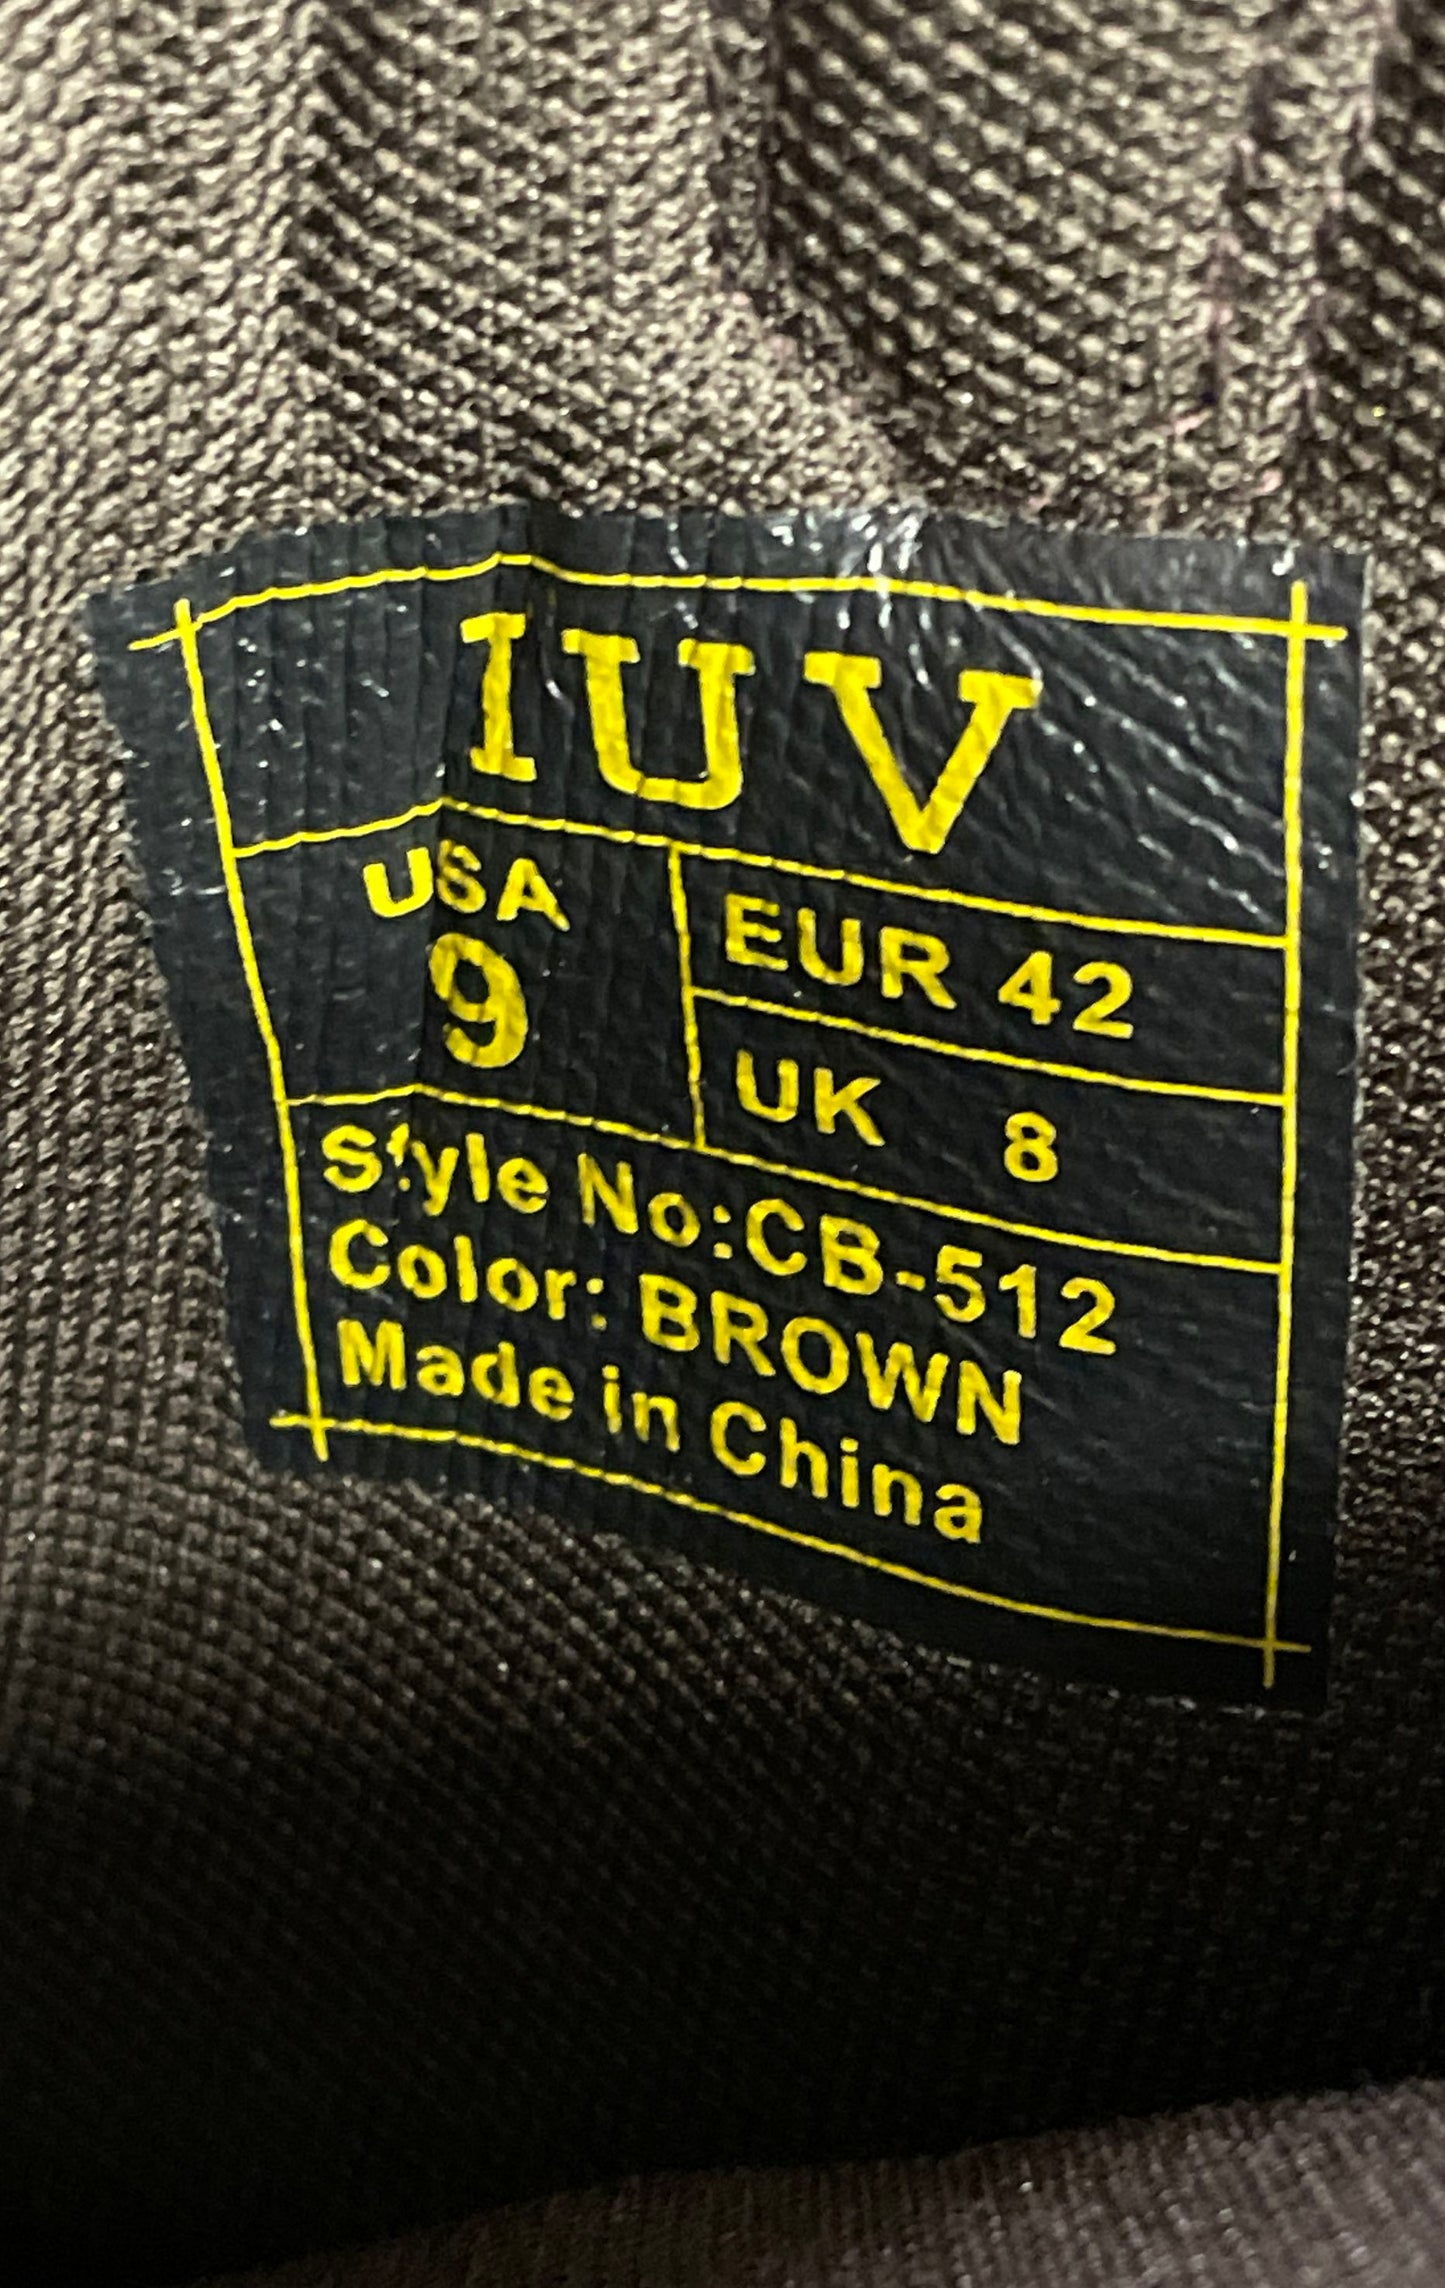 IUV
USA
9
EUR 42
UK 8
Style No:CB-512
Color: BROWN
Made in China